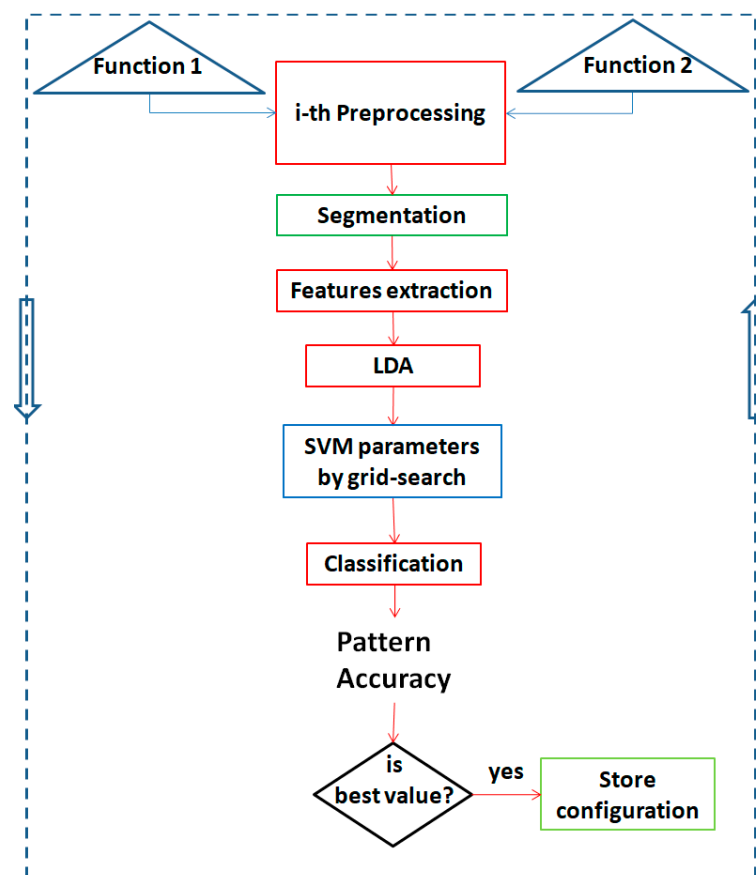 Function 1
Function 2
i-th Preprocessing
Segmentation
Features extraction
LDA
SVM parameters
by grid-search
Classification
Pattern
Accuracy
is
best value?
yes
Store
configuration